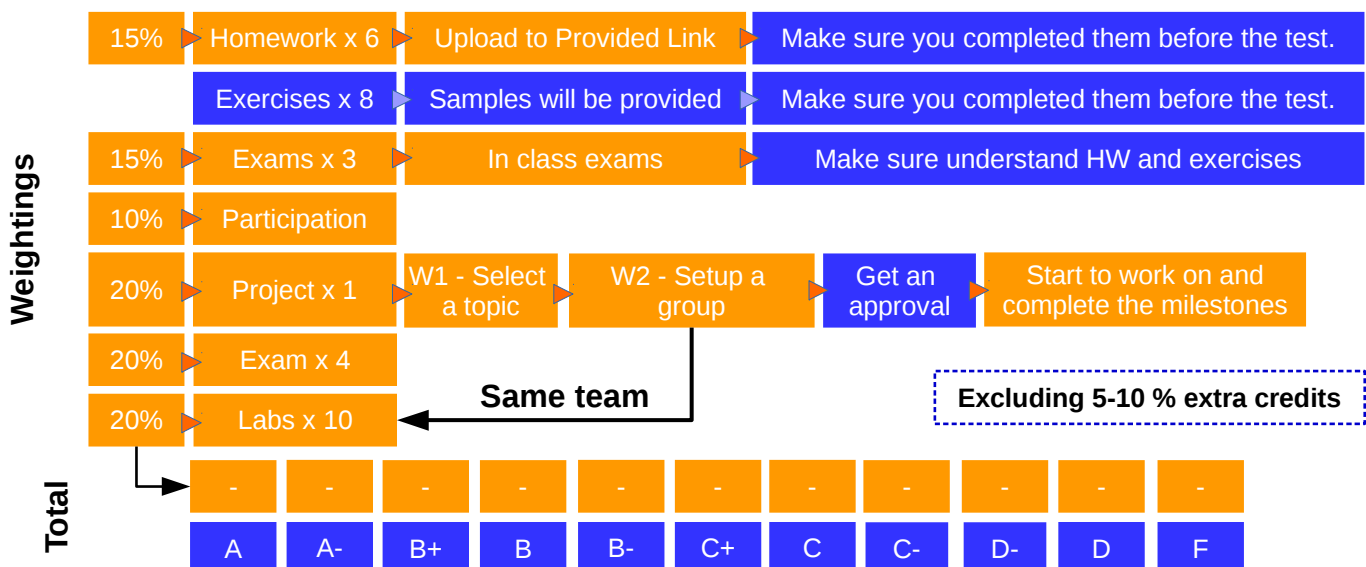 15%
Homework x 6
Upload to Provided Link
Make sure you completed them before the test.
Exercises x 8
Samples will be provided
Make sure you completed them before the test.
Weightings
15%
Exams x 3
In class exams
Make sure understand HW and exercises
10%
Participation
20%
Project x 1
W1 - Select
a topic
W2 - Setup a
group
Get an
approval
Start to work on and
complete the milestones
20%
Exam x 4
Same team
Excluding 5-10 % extra credits
20%
Labs x 10
Total
- - - - - - - - - - -
A A- B+ B B- C+ C C- D- D F